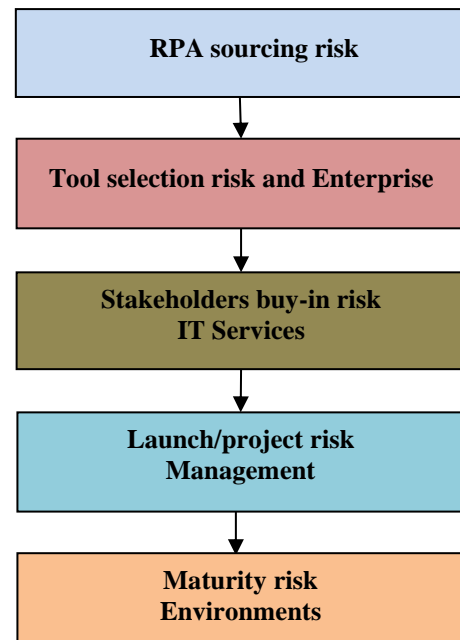 RPA sourcing risk
Tool selection risk and Enterprise
Stakeholders buy-in risk
IT Services
Launch/project risk
Management
Maturity risk
Environments